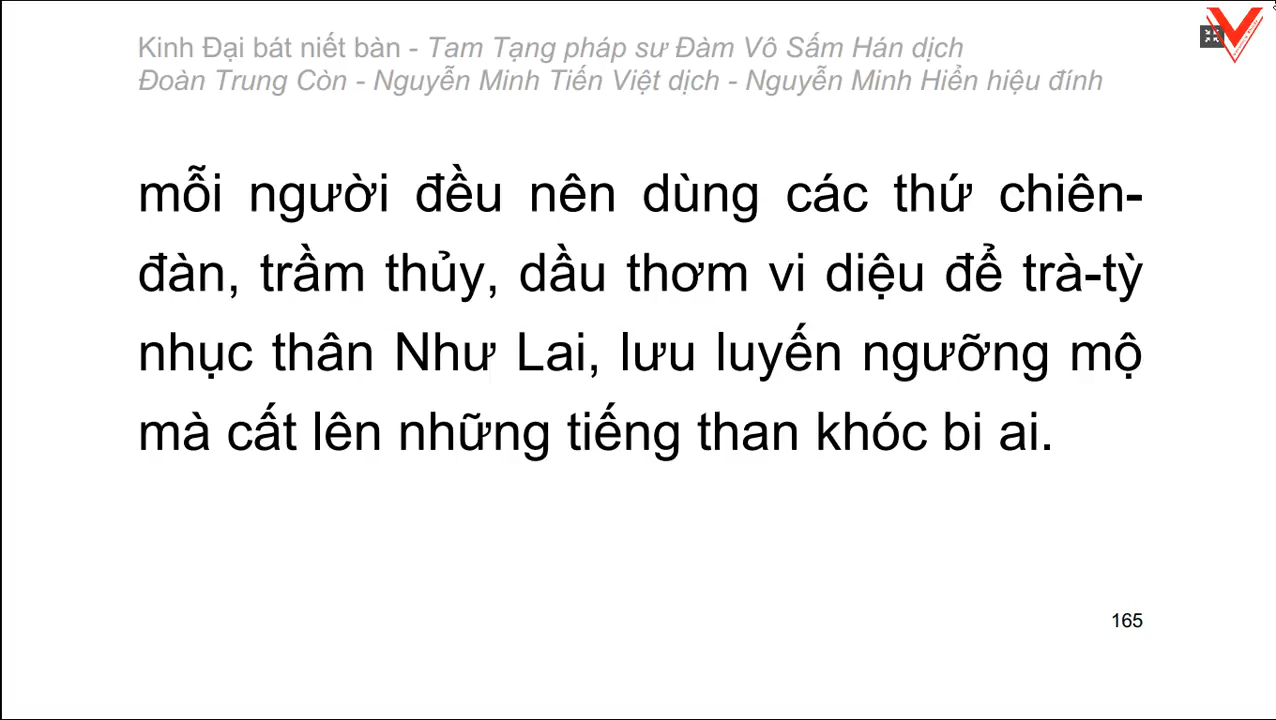 Kinh Đại bát niết bàn - Tam Tạng pháp sư Đàm Vô Sấm Hán dịch
Đoàn Trung Còn - Nguyễn Minh Tiến Việt dịch - Nguyễn Minh Hiển hiệu đính
mỗi người đều nên dùng các thứ chiên-
đàn, trầm thủy, dầu thơm vi diệu để trà-tỳ
nhục thân Như Lai, lưu luyến ngưỡng mộ
mà cất lên những tiếng than khóc bi ai.
165